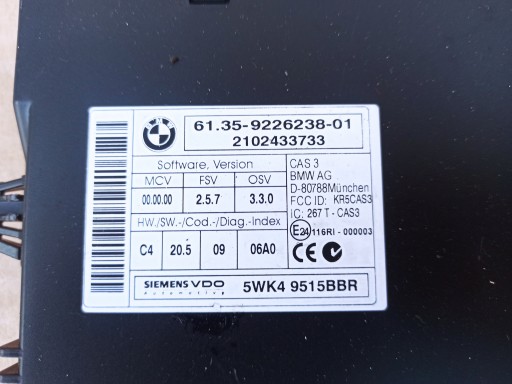 BMW
61.35-9226238-01
2102433733
Software, Version
MCV FSV OSV
00.00.00 2.5.7 3.3.0
HW./SW.-/Cod.-/Diag.-Index
C4 20.5 09 06A0
CAS 3
BMW AG
D-80788München
FCC ID: KR5CAS3
IC: 267 T - CAS3
E24 116RI - 000003
CE
SIEMENS VDO
Automotive
5WK4 9515BBR